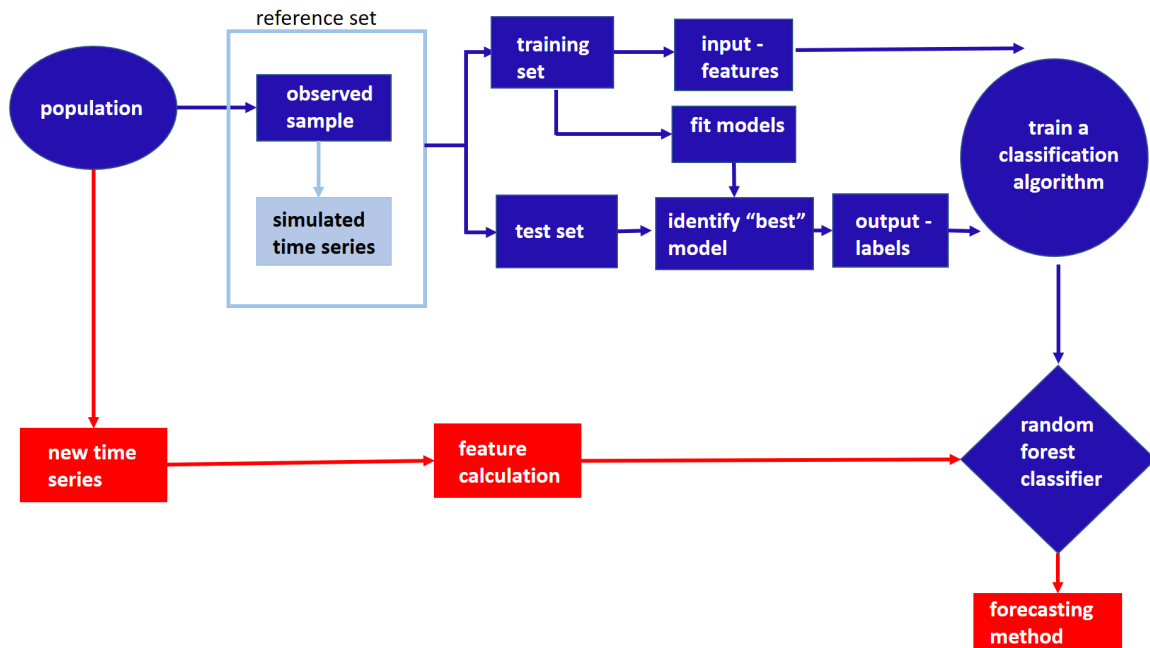 reference set
population
observed
sample
simulated
time series
training
set
input -
features
fit models
test set
identify “best”
model
output -
labels
train a
classification
algorithm
new time
series
feature
calculation
random
forest
classifier
forecasting
method